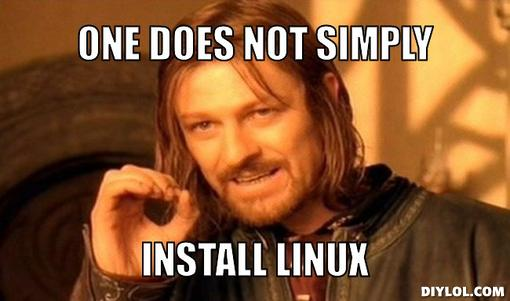 ONE DOES NOT SIMPLY
INSTALL LINUX
DIYLOL.COM